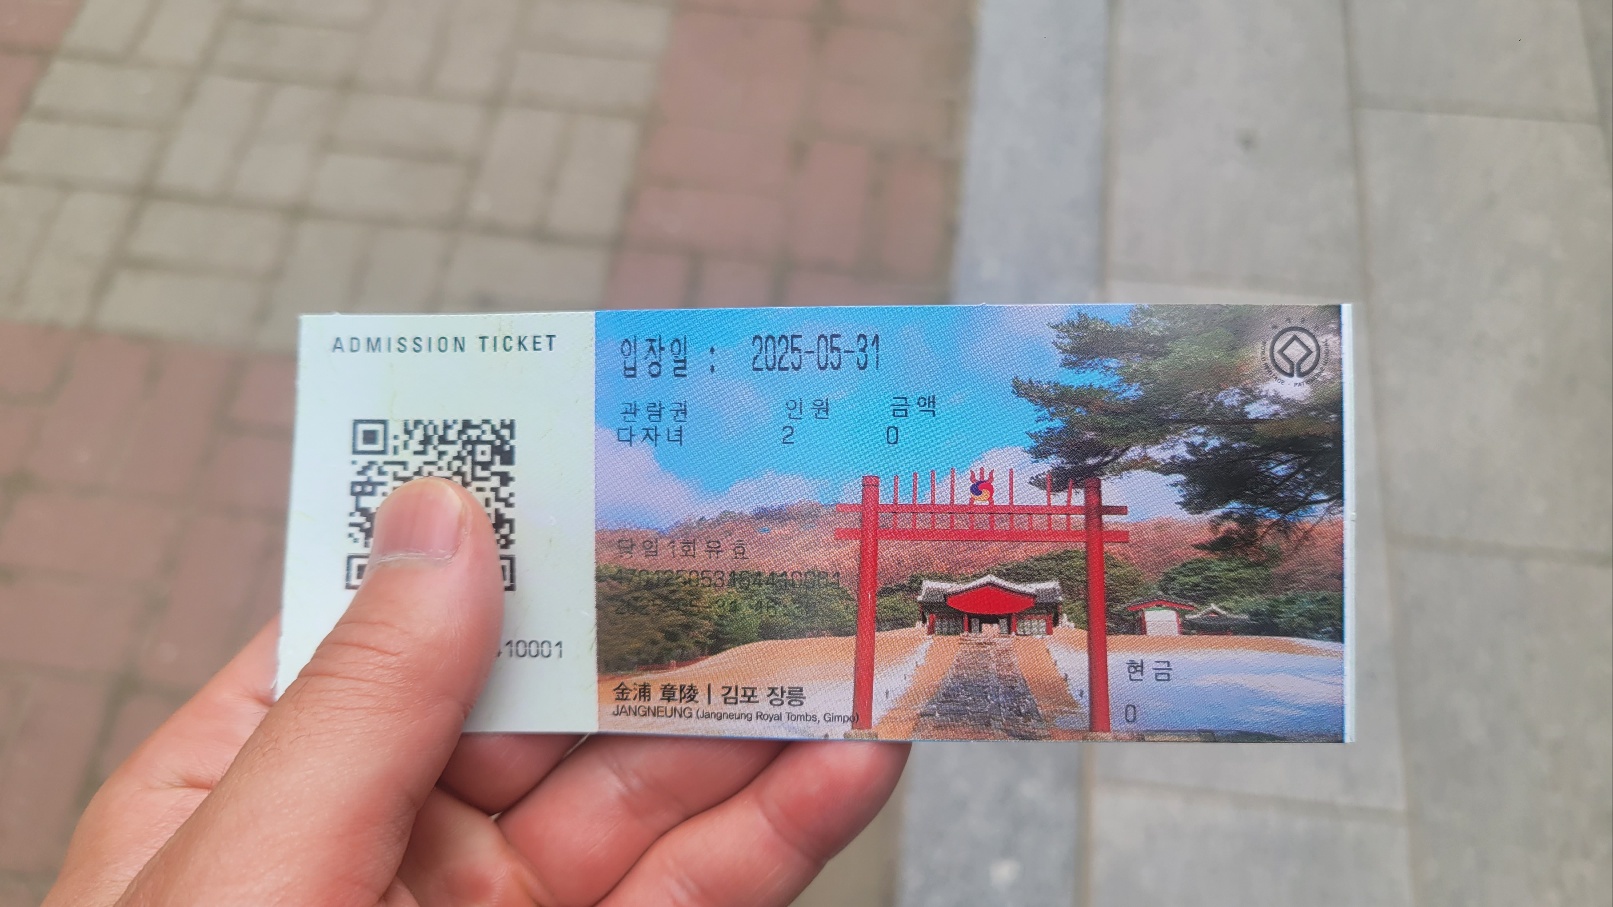 ADMISSION TICKET
10001
입장일 : 2025-05-31
관람권 인원 금액
다자녀 2 0
당일1회유효
金浦 章陵 | 김포 장릉
JANGNEUNG (Jangneung Royal Tombs, Gimpo)
현금
0